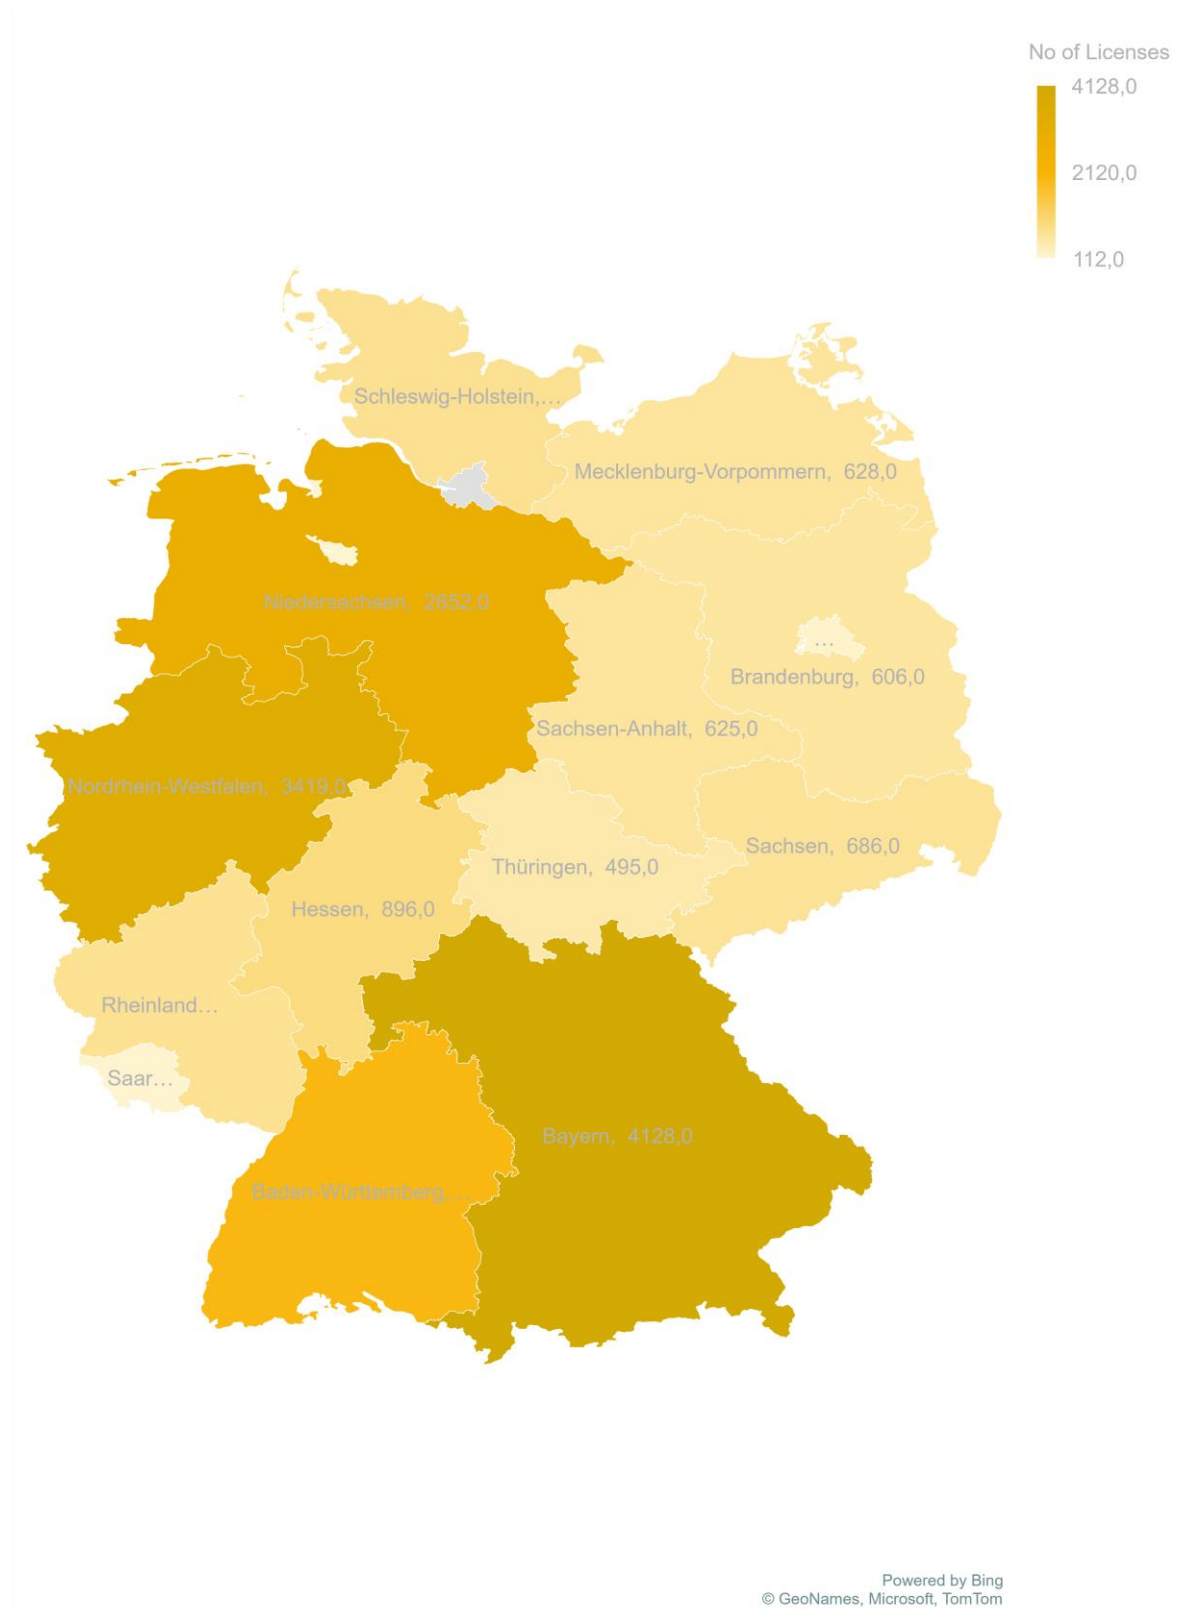 No of Licenses
4128,0
2120,0
112,0
Schleswig-Holstein,...
Mecklenburg-Vorpommern, 628,0
Niedersachsen, 2852,0
...
Brandenburg, 606,0
Sachsen-Anhalt, 625,0
Nordrhein-Westfalen, 3419,0
Sachsen, 686,0
Thüringen, 495,0
Hessen, 896,0
Rheinland...
Saar...
Bayern, 4128,0
Baden-Württemberg,...
Powered by Bing
© GeoNames, Microsoft, TomTom